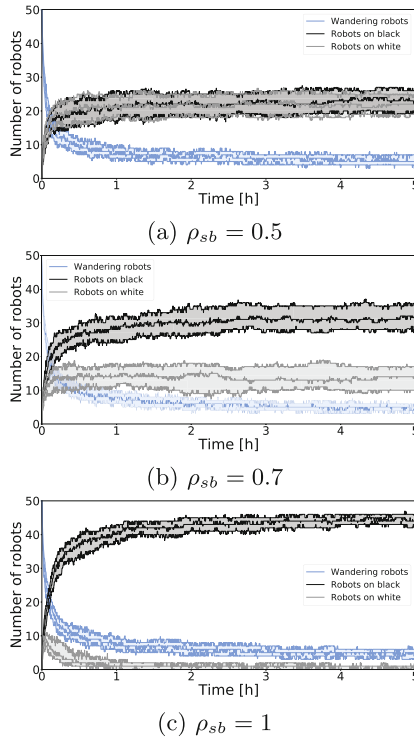 50
40
30
20
10
0
Number of robots
Wandering robots
Robots on black
Robots on white
0 1 2 3 4 5
Time [h]
(a) ρ_sb = 0.5
50
40
30
20
10
0
Number of robots
Wandering robots
Robots on black
Robots on white
0 1 2 3 4 5
Time [h]
(b) ρ_sb = 0.7
50
40
30
20
10
0
Number of robots
Wandering robots
Robots on black
Robots on white
0 1 2 3 4 5
Time [h]
(c) ρ_sb = 1